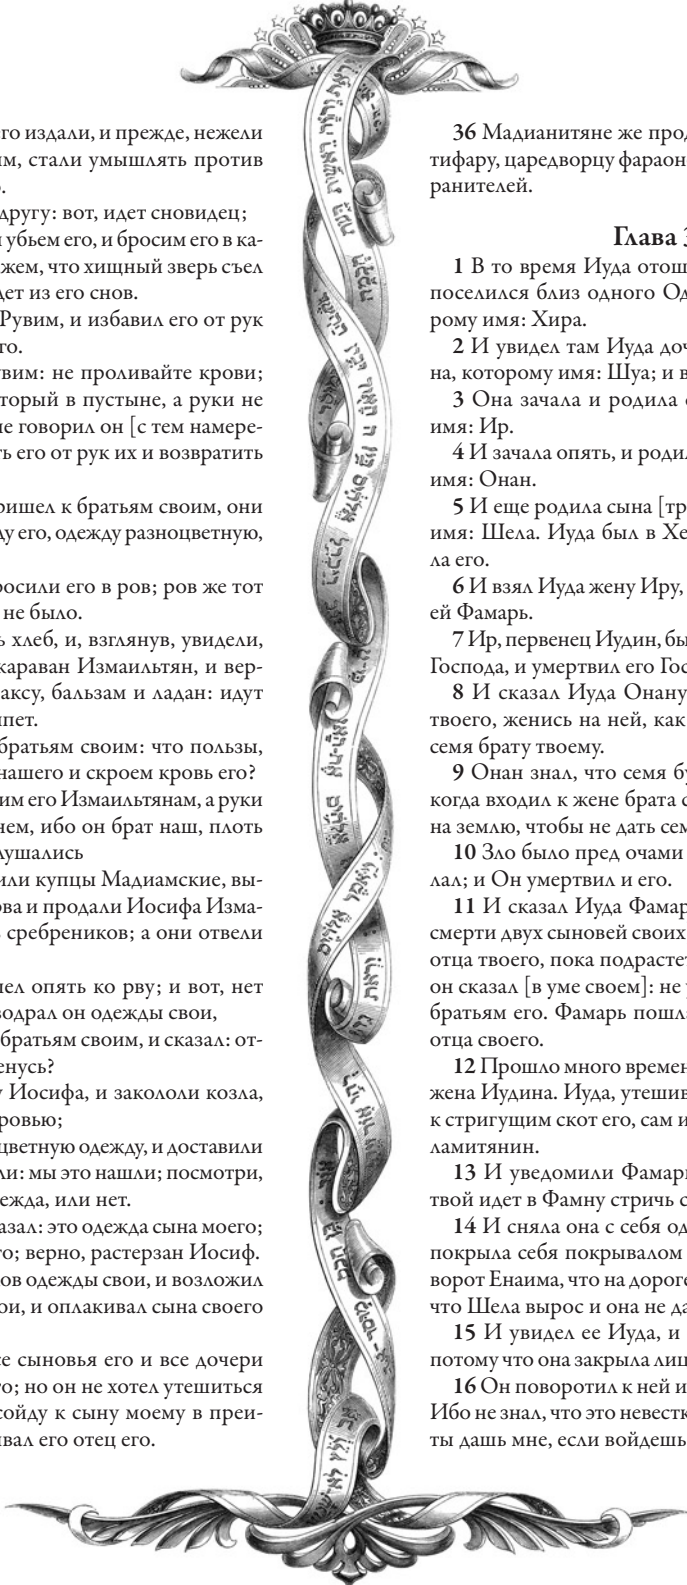 его издали, и прежде, нежели
им, стали умышлять против
о.
другу: вот, идет сновидец;
и убьем его, и бросим его в ка-
жем, что хищный зверь съел
дет из его снов.
Рувим, и избавил его от рук
го.
увим: не проливайте крови;
оторый в пустыне, а руки не
ие говорил он [с тем намере-
ть его от рук их и возвратить
ришел к братьям своим, они
ду его, одежду разноцветную,
росили его в ров; ров же тот
не было.
ь хлеб, и, взглянув, увидели,
караван Измаильтян, и вер-
аксу, бальзам и ладан: идут
ипет.
братьям своим: что пользы,
нашего и скроем кровь его?
им его Измаильтянам, а руки
нем, ибо он брат наш, плоть
лушались
или купцы Мадиамские, вы-
ова и продали Иосифа Изма-
ь сребреников; а они отвели
ел опять ко рву; и вот, нет
зодрал он одежды свои,
братьям своим, и сказал: от-
енусь?
у Иосифа, и закололи козла,
ровью;
цветную одежду, и доставили
ли: мы это нашли; посмотри,
ежда, или нет.
азал: это одежда сына моего;
го; верно, растерзан Иосиф.
ков одежды свои, и возложил
ои, и оплакивал сына своего
се сыновья его и все дочери
го; но он не хотел утешиться
сойду к сыну моему в преи-
ивал его отец его.
36 Мадианитяне же прод
тифару, царедворцу фараон
ранителей.
Глава 3
1 В то время Иуда отош
поселился близ одного Од
рому имя: Хира.
2 И увидел там Иуда доч
на, которому имя: Шуа; и в
3 Она зачала и родила с
имя: Ир.
4 И зачала опять, и родил
имя: Онан.
5 И еще родила сына [тр
имя: Шела. Иуда был в Хе
ла его.
6 И взял Иуда жену Иру,
ей Фамарь.
7 Ир, первенец Иудин, бы
Господа, и умертвил его Гос
8 И сказал Иуда Онану
твоего, женись на ней, как
семя брату твоему.
9 Онан знал, что семя бу
когда входил к жене брата с
на землю, чтобы не дать сем
10 Зло было пред очами
лал; и Он умертвил и его.
11 И сказал Иуда Фамар
смерти двух сыновей своих
отца твоего, пока подрастет
он сказал [в уме своем]: не у
братьям его. Фамарь пошл
отца своего.
12 Прошло много времен
жена Иудина. Иуда, утешив
к стригущим скот его, сам и
ламитянин.
13 И уведомили Фамарь
твой идет в Фамну стричь с
14 И сняла она с себя од
покрыла себя покрывалом
ворот Енаима, что на дороге
что Шела вырос и она не да
15 И увидел ее Иуда, и
потому что она закрыла лиц
16 Он поворотил к ней и
Ибо не знал, что это невестк
ты дашь мне, если войдешь